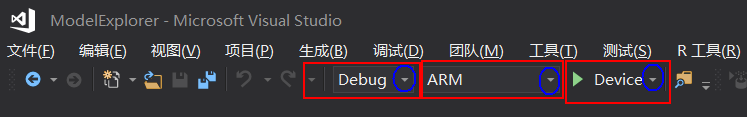 ModelExplorer - Microsoft Visual Studio
文件(F) 编辑(E) 视图(V) 项目(P) 生成(B) 调试(D) 团队(M) 工具(T) 测试(S) R 工具(R)
Debug ARM Device